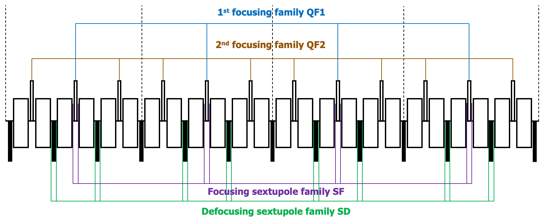 1st focusing family QF1
2nd focusing family QF2
Focusing sextupole family SF
Defocusing sextupole family SD